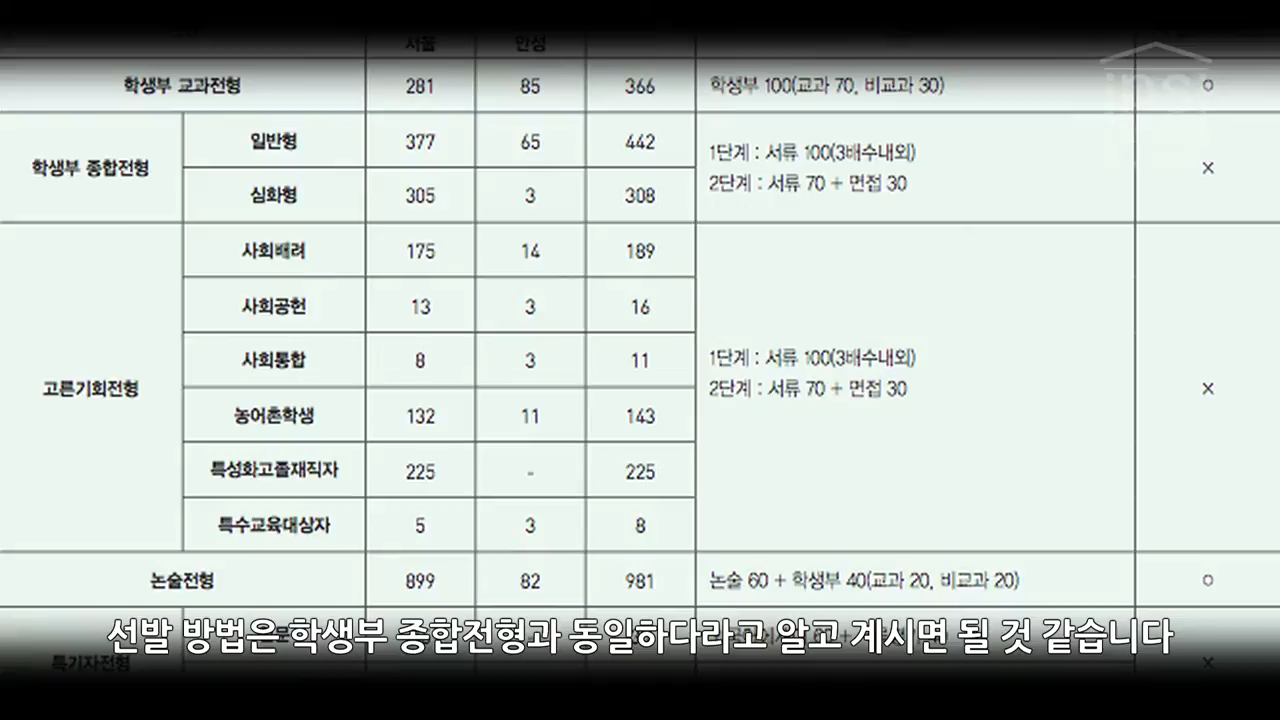 서울 안성
학생부 교과전형 281 85 366 학생부 100(교과 70, 비교과 30) ○
학생부 종합전형 일반형 377 65 442 1단계 : 서류 100(3배수내외)
2단계 : 서류 70 + 면접 30 ×
심화형 305 3 308
고른기회전형 사회배려 175 14 189
사회공헌 13 3 16
사회통합 8 3 11 1단계 : 서류 100(3배수내외)
2단계 : 서류 70 + 면접 30 ×
농어촌학생 132 11 143
특성화고졸재직자 225 - 225
특수교육대상자 5 3 8
논술전형 899 82 981 논술 60 + 학생부 40(교과 20, 비교과 20) ○
특기자전형 ×
선발 방법은 학생부 종합전형과 동일하다라고 알고 계시면 될 것 같습니다